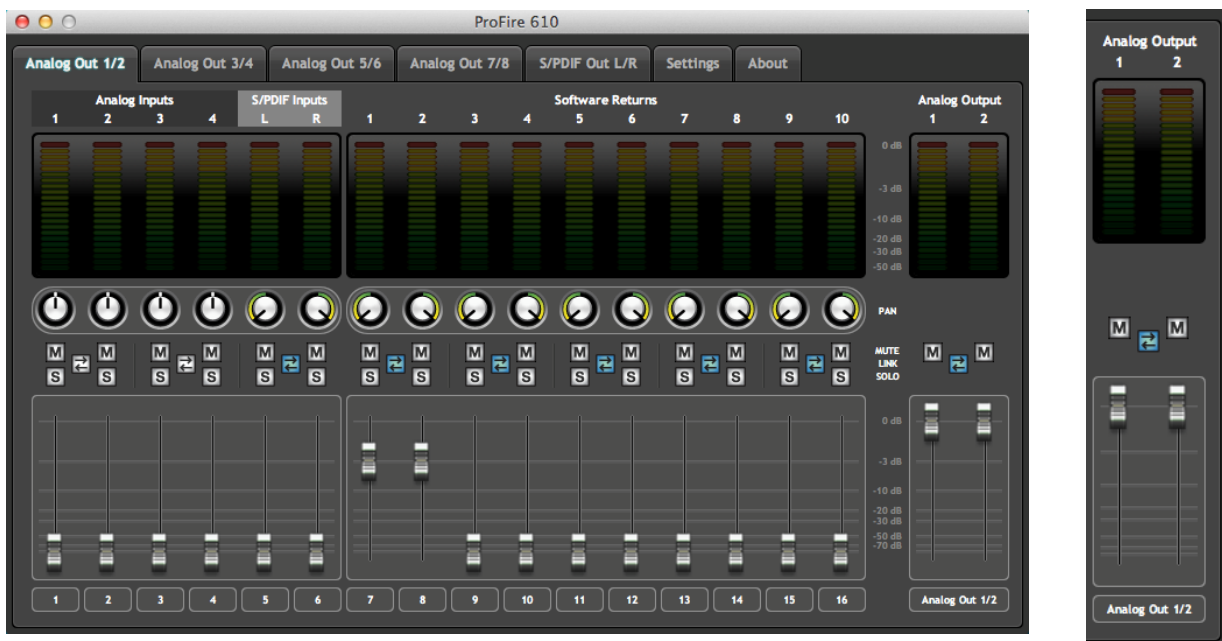 ProFire 610
Analog Out 1/2 Analog Out 3/4 Analog Out 5/6 Analog Out 7/8 S/PDIF Out L/R Settings About
Analog Inputs S/PDIF Inputs Software Returns Analog Output
1 2 3 4 L R 1 2 3 4 5 6 7 8 9 10 1 2
0 dB
-3 dB
-10 dB
-20 dB
-30 dB
-50 dB
PAN
M M M M M M M M M M M M M M M M MUTE M M
LINK
S S S S S S S S S S S S S S S S SOLO
0 dB
-3 dB
-10 dB
-20 dB
-30 dB
-50 dB
-70 dB
1 2 3 4 5 6 7 8 9 10 11 12 13 14 15 16 Analog Out 1/2
Analog Output
1 2
M M
Analog Out 1/2